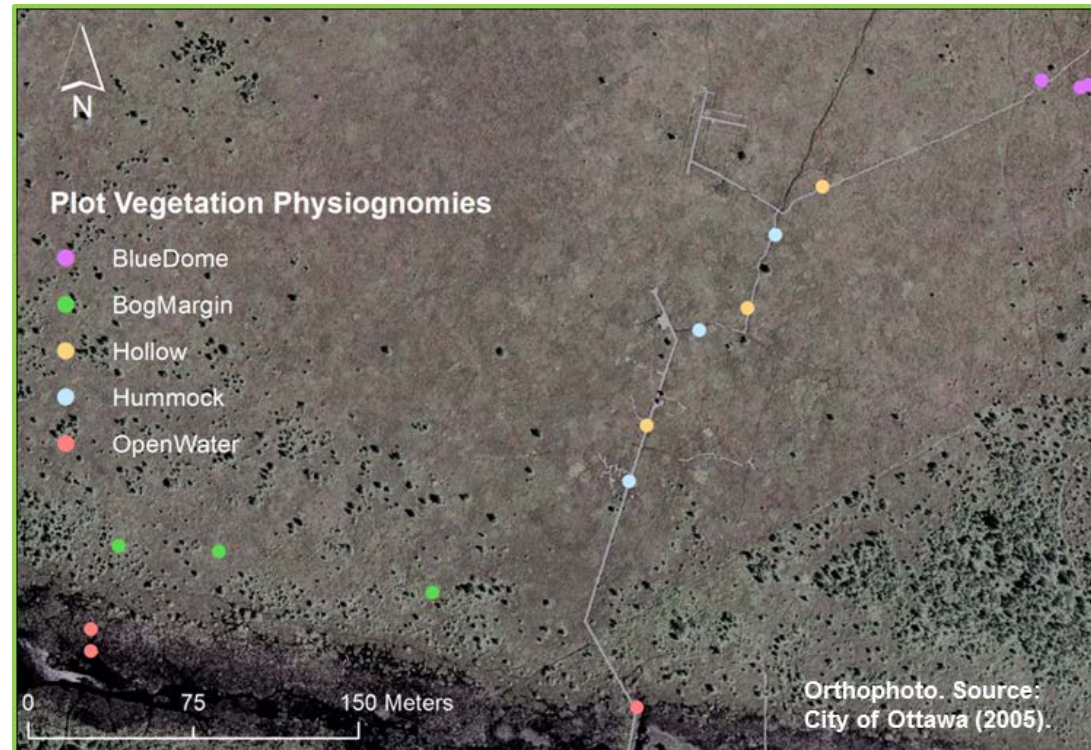 N
Plot Vegetation Physiognomies
BlueDome
BogMargin
Hollow
Hummock
OpenWater
0 75 150 Meters
Orthophoto. Source:
City of Ottawa (2005).